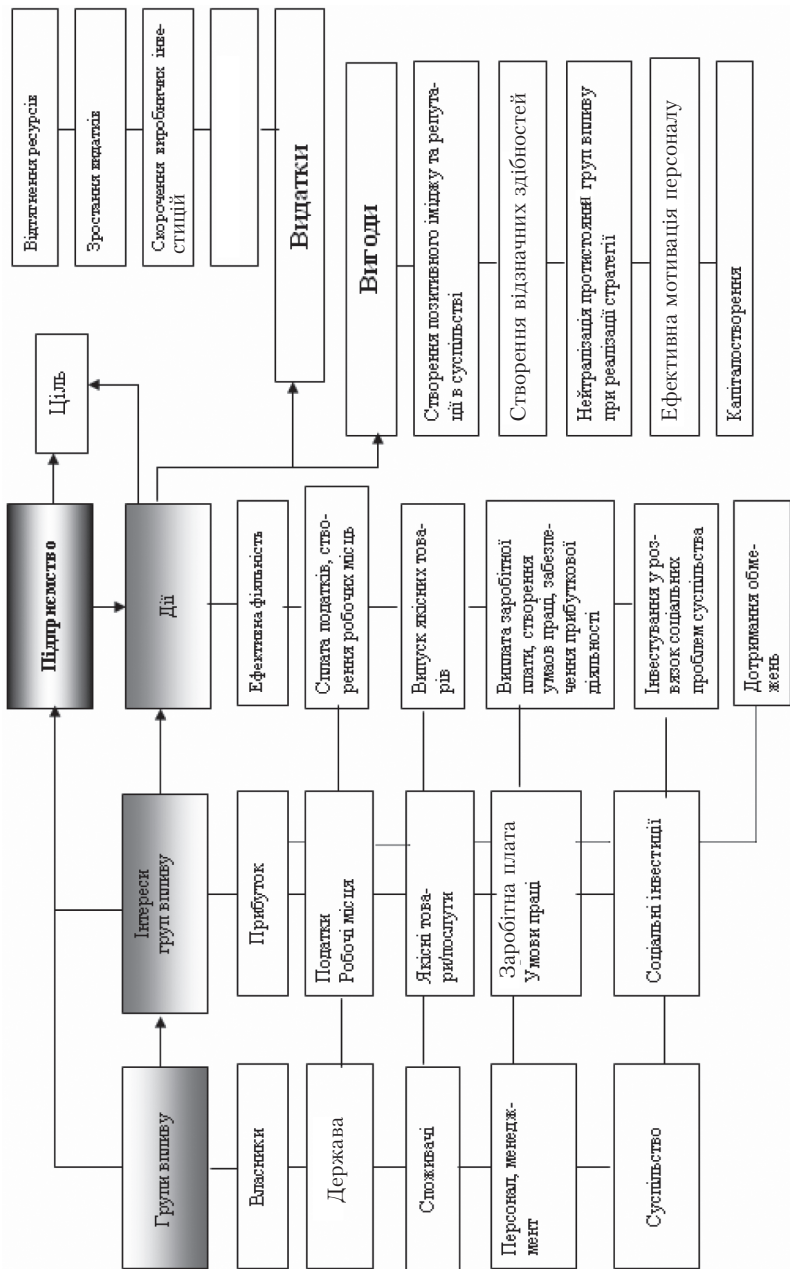 Підприємство
Ціль
Групи впливу
Інтереси
груп впливу
Дії
Власники
Прибуток
Ефективна фільність
Держава
Податки
Робочі місця
Сплата податків, ство-
рення робочих місць
Споживачі
Якісні това-
ри/послуги
Випуск якісних това-
рів
Персонал, менедж-
мент
Заробітна плата
Умови праці
Виплата заробітної
плати, створення
умаов праці, забезпе-
чення прибуткової
діяльності
Суспільство
Соціальні інвестиції
Інвестування у роз-
вязок соціальних
проблем суспільства
Дотримання обме-
жень
Відтягнення ресурсів
Зростання видатків
Скорочення виробничих інве-
стицій
Видатки
Вигоди
Створення позитивного іміджу та репута-
ції в суспільстві
Створення відзначних здібностей
Нейтралізація протистояння груп впливу
при реалізації стратегії
Ефективна мотивація персоналу
Капіталостворення